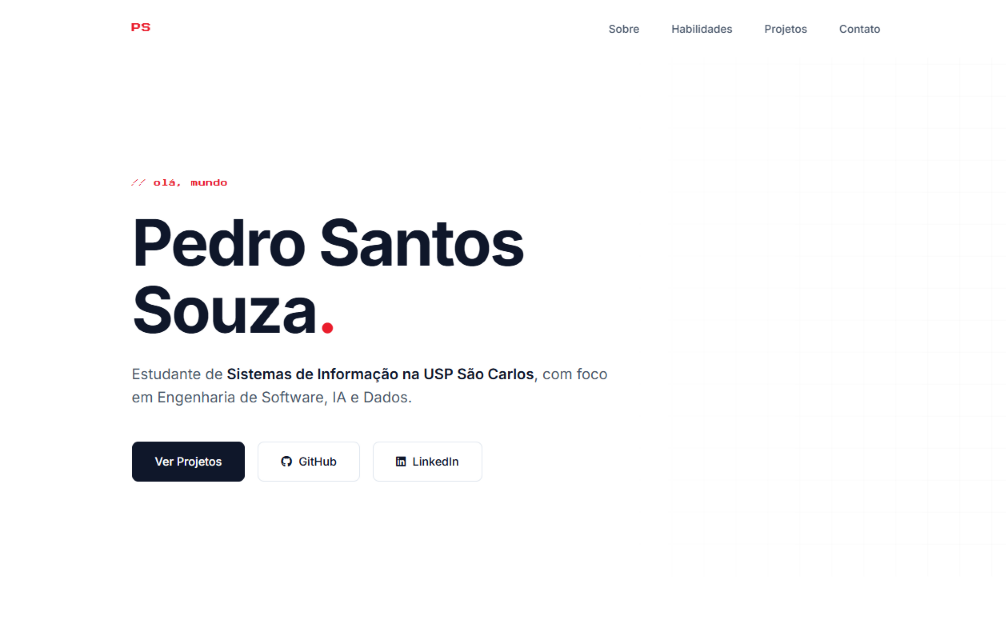 PS
Sobre
Habilidades
Projetos
Contato
// olá, mundo
Pedro Santos
Souza.
Estudante de Sistemas de Informação na USP São Carlos, com foco
em Engenharia de Software, IA e Dados.
Ver Projetos
GitHub
LinkedIn